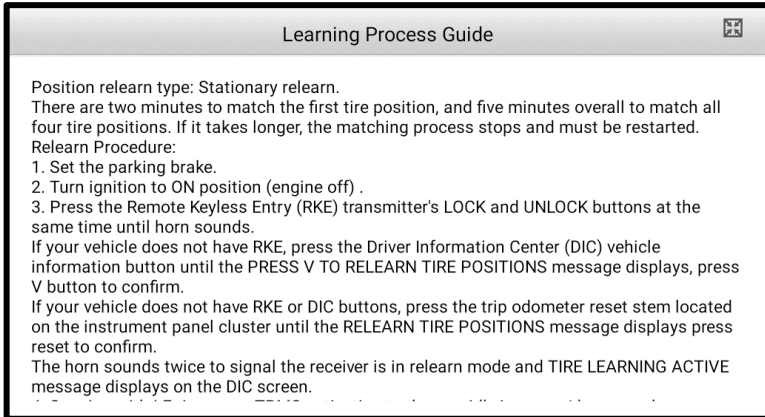 Learning Process Guide
Position relearn type: Stationary relearn.
There are two minutes to match the first tire position, and five minutes overall to match all
four tire positions. If it takes longer, the matching process stops and must be restarted.
Relearn Procedure:
1. Set the parking brake.
2. Turn ignition to ON position (engine off) .
3. Press the Remote Keyless Entry (RKE) transmitter's LOCK and UNLOCK buttons at the
same time until horn sounds.
If your vehicle does not have RKE, press the Driver Information Center (DIC) vehicle
information button until the PRESS V TO RELEARN TIRE POSITIONS message displays, press
V button to confirm.
If your vehicle does not have RKE or DIC buttons, press the trip odometer reset stem located
on the instrument panel cluster until the RELEARN TIRE POSITIONS message displays press
reset to confirm.
The horn sounds twice to signal the receiver is in relearn mode and TIRE LEARNING ACTIVE
message displays on the DIC screen.